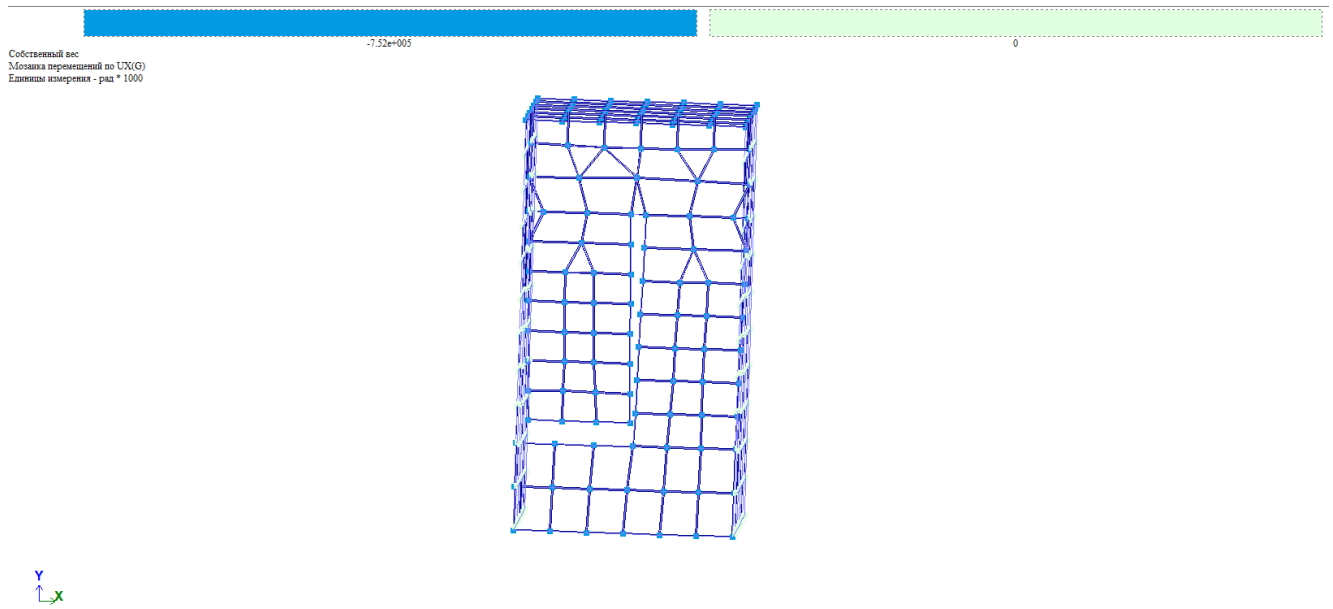 -7.52e+005
0
Собственный вес
Мозаика перемещений по UX(G)
Единицы измерения - рад * 1000
Y
X